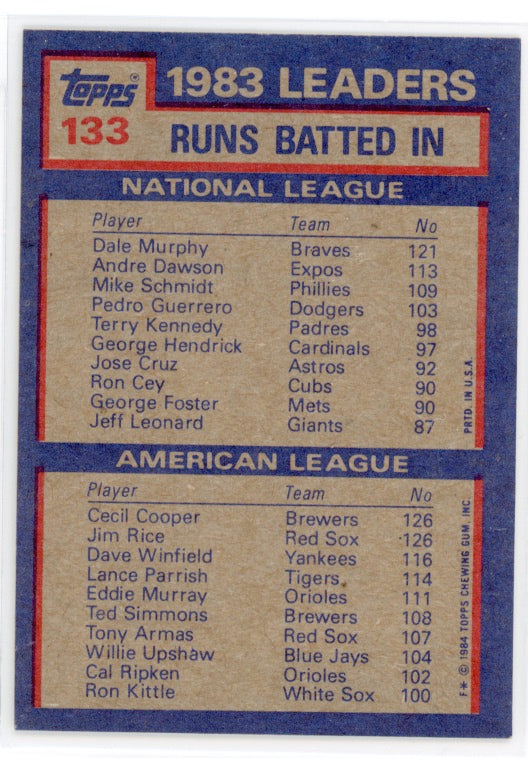 Topps®
133
1983 LEADERS
RUNS BATTED IN
NATIONAL LEAGUE
Player Team No
Dale Murphy Braves 121
Andre Dawson Expos 113
Mike Schmidt Phillies 109
Pedro Guerrero Dodgers 103
Terry Kennedy Padres 98
George Hendrick Cardinals 97
Jose Cruz Astros 92
Ron Cey Cubs 90
George Foster Mets 90
Jeff Leonard Giants 87
PRTD. IN U.S.A.
AMERICAN LEAGUE
Player Team No
Cecil Cooper Brewers 126
Jim Rice Red Sox 126
Dave Winfield Yankees 116
Lance Parrish Tigers 114
Eddie Murray Orioles 111
Ted Simmons Brewers 108
Tony Armas Red Sox 107
Willie Upshaw Blue Jays 104
Cal Ripken Orioles 102
Ron Kittle White Sox 100
F* © 1984 TOPPS CHEWING GUM, INC.